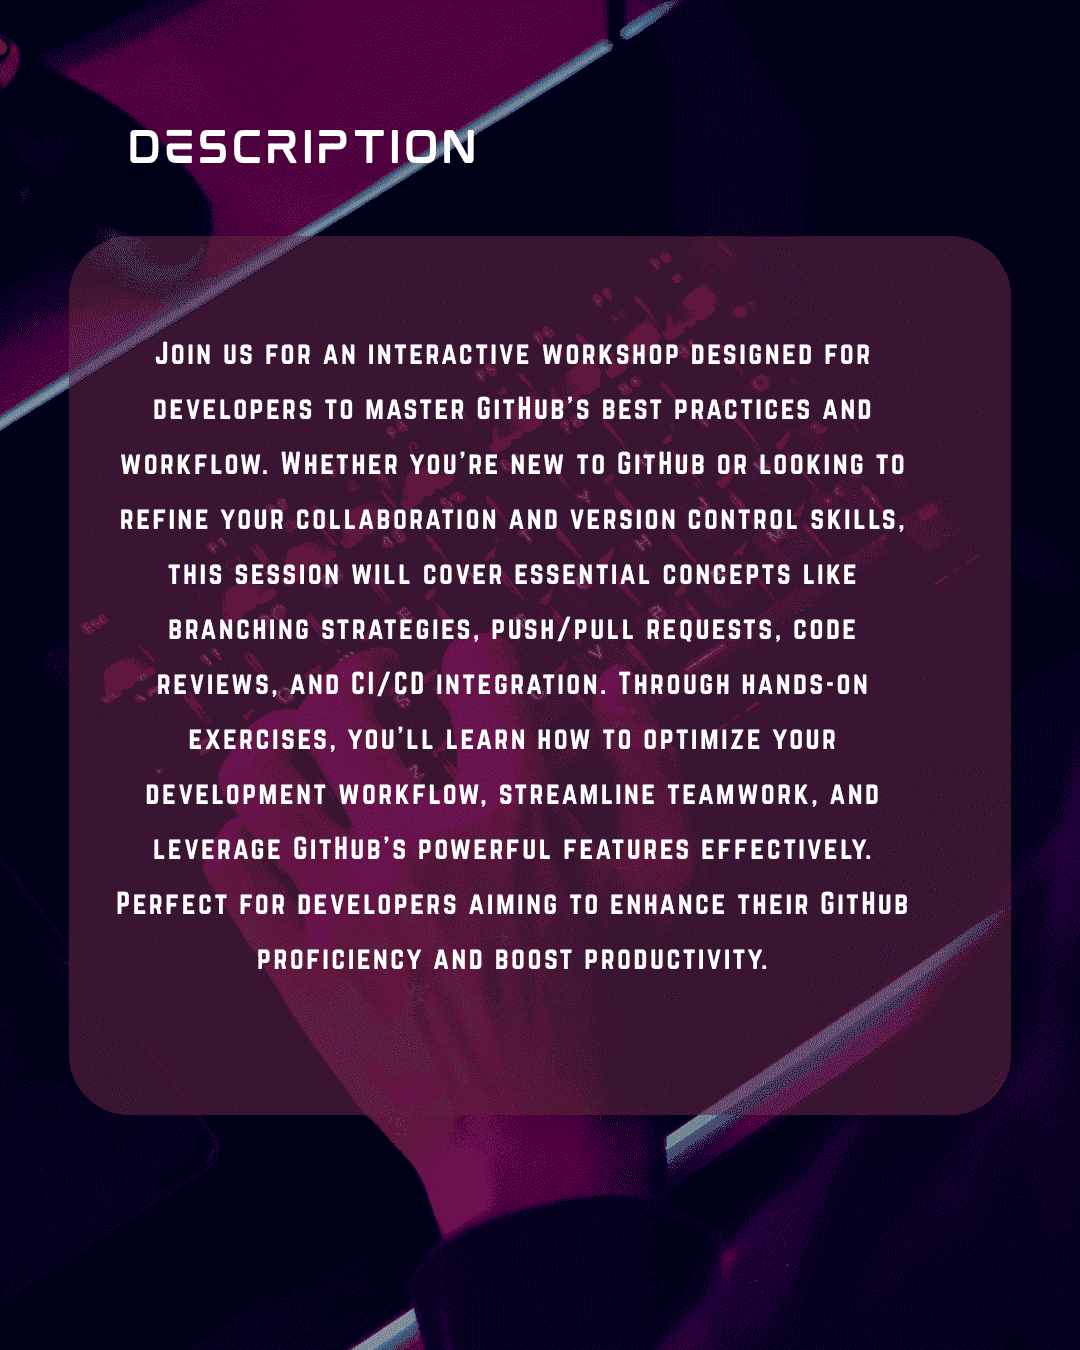 DESCRIPTION
Join us for an interactive workshop designed for
developers to master GitHub's best practices and
workflow. Whether you're new to GitHub or looking to
refine your collaboration and version control skills,
this session will cover essential concepts like
branching strategies, push/pull requests, code
reviews, and CI/CD integration. Through hands-on
exercises, you'll learn how to optimize your
development workflow, streamline teamwork, and
leverage GitHub's powerful features effectively.
Perfect for developers aiming to enhance their GitHub
proficiency and boost productivity.